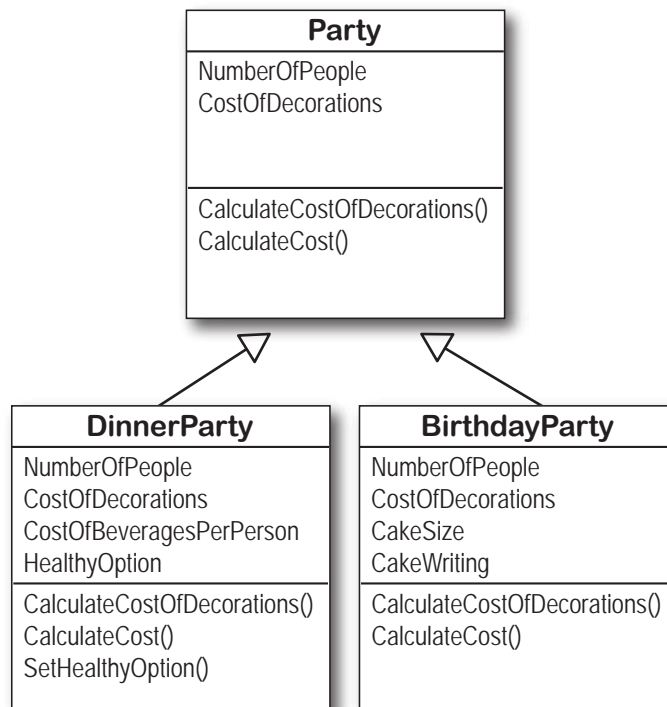 Party
NumberOfPeople
CostOfDecorations
CalculateCostOfDecorations()
CalculateCost()
DinnerParty
NumberOfPeople
CostOfDecorations
CostOfBeveragesPerPerson
HealthyOption
CalculateCostOfDecorations()
CalculateCost()
SetHealthyOption()
BirthdayParty
NumberOfPeople
CostOfDecorations
CakeSize
CakeWriting
CalculateCostOfDecorations()
CalculateCost()